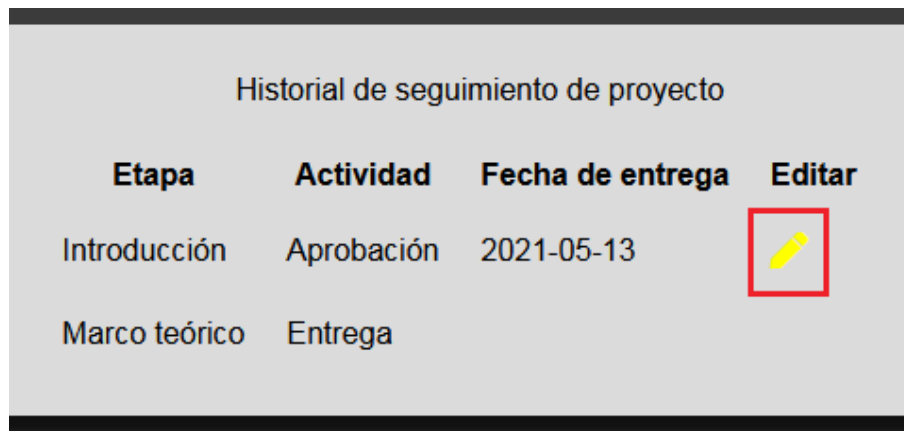 Historial de seguimiento de proyecto
Etapa Actividad Fecha de entrega Editar
Introducción Aprobación 2021-05-13
Marco teórico Entrega